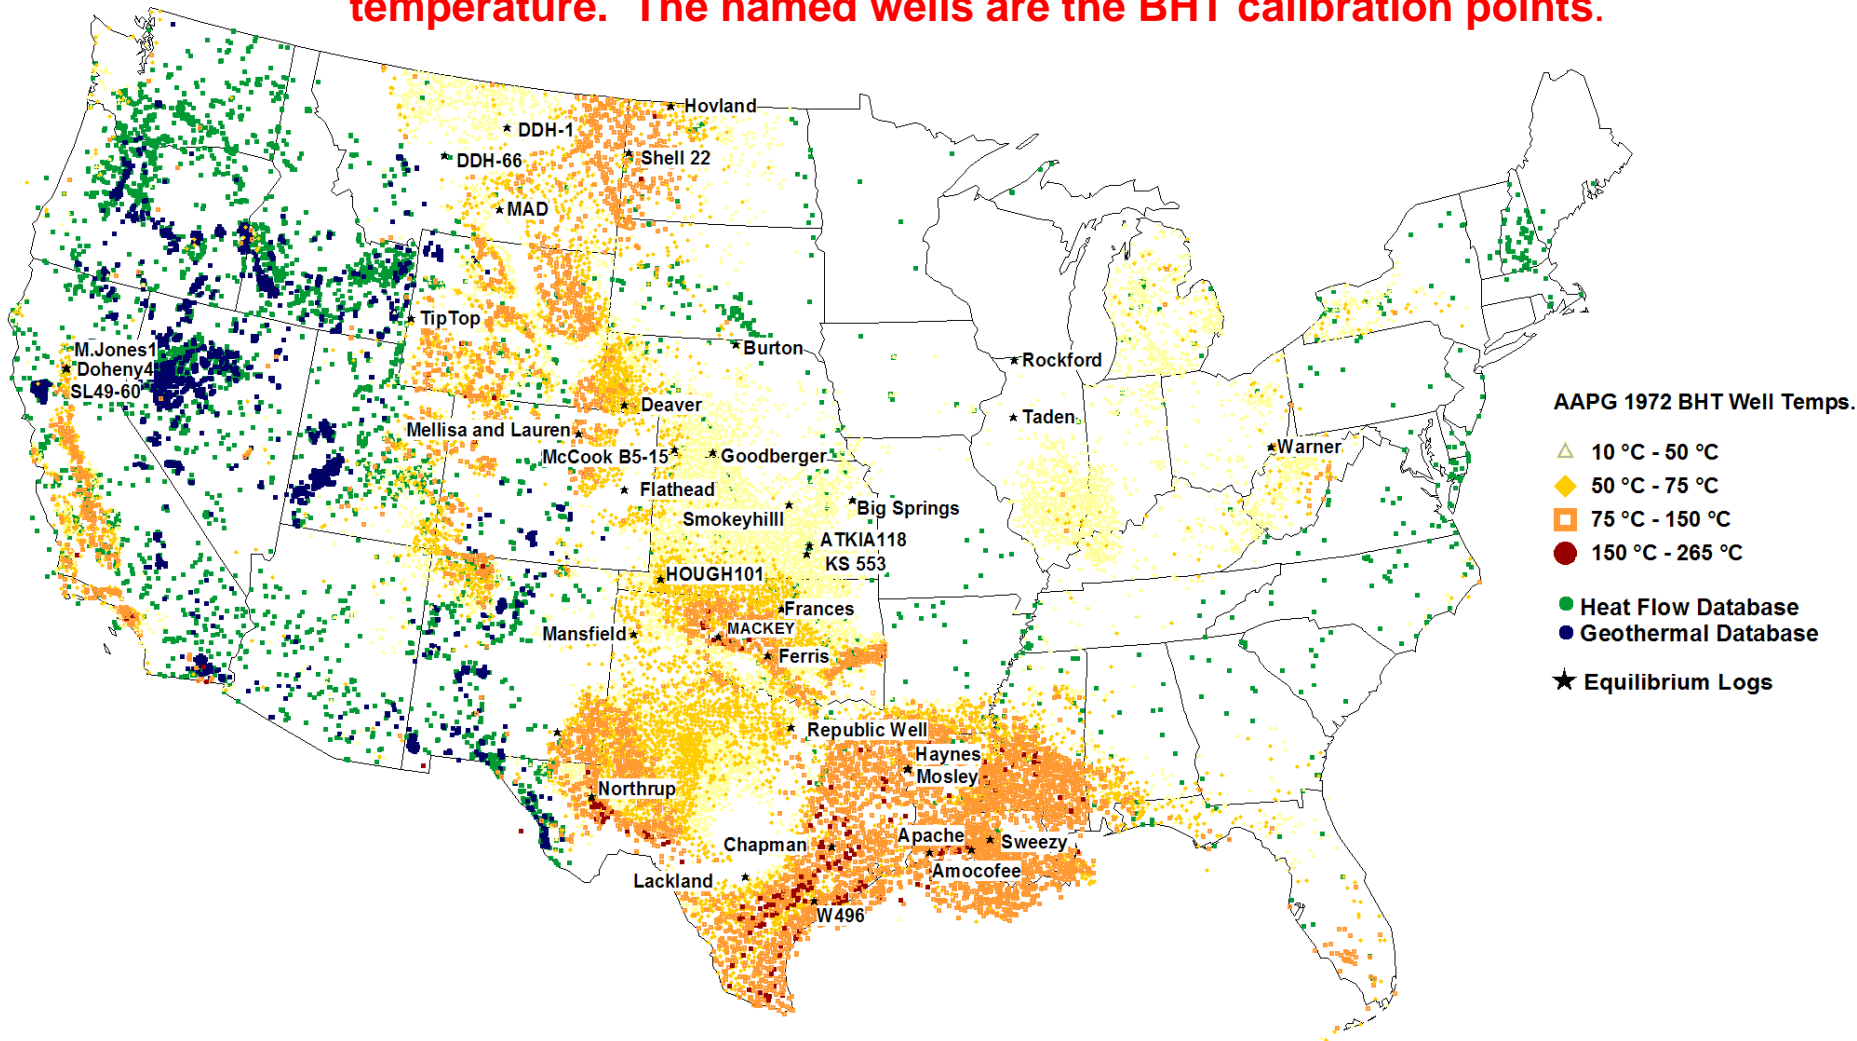 temperature. The named wells are the BHT calibration points.
Hovland
DDH-1
DDH-66
Shell 22
MAD
TipTop
M.Jones1
Doheny4
SL49-60
Burton
Rockford
Deaver
Taden
Mellisa and Lauren
McCook B5-15
Goodberger
Warner
Flathead
Smokeyhilll
Big Springs
ATKIA118
KS 553
HOUGH101
Frances
Mansfield
MACKEY
Ferris
Republic Well
Haynes
Mosley
Northrup
Chapman
Apache
Sweezy
Amocofee
Lackland
W496
AAPG 1972 BHT Well Temps.
10 °C - 50 °C
50 °C - 75 °C
75 °C - 150 °C
150 °C - 265 °C
Heat Flow Database
Geothermal Database
Equilibrium Logs